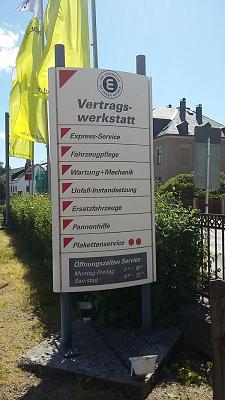 E
Vertrags-
werkstatt
Express-Service
Fahrzeugpflege
Wartung+Mechanik
Unfall-Instandsetzung
Ersatzfahrzeuge
Pannenhilfe
Plakettenservice
Öffnungszeiten Service:
Montag-Freitag:
Samstag: